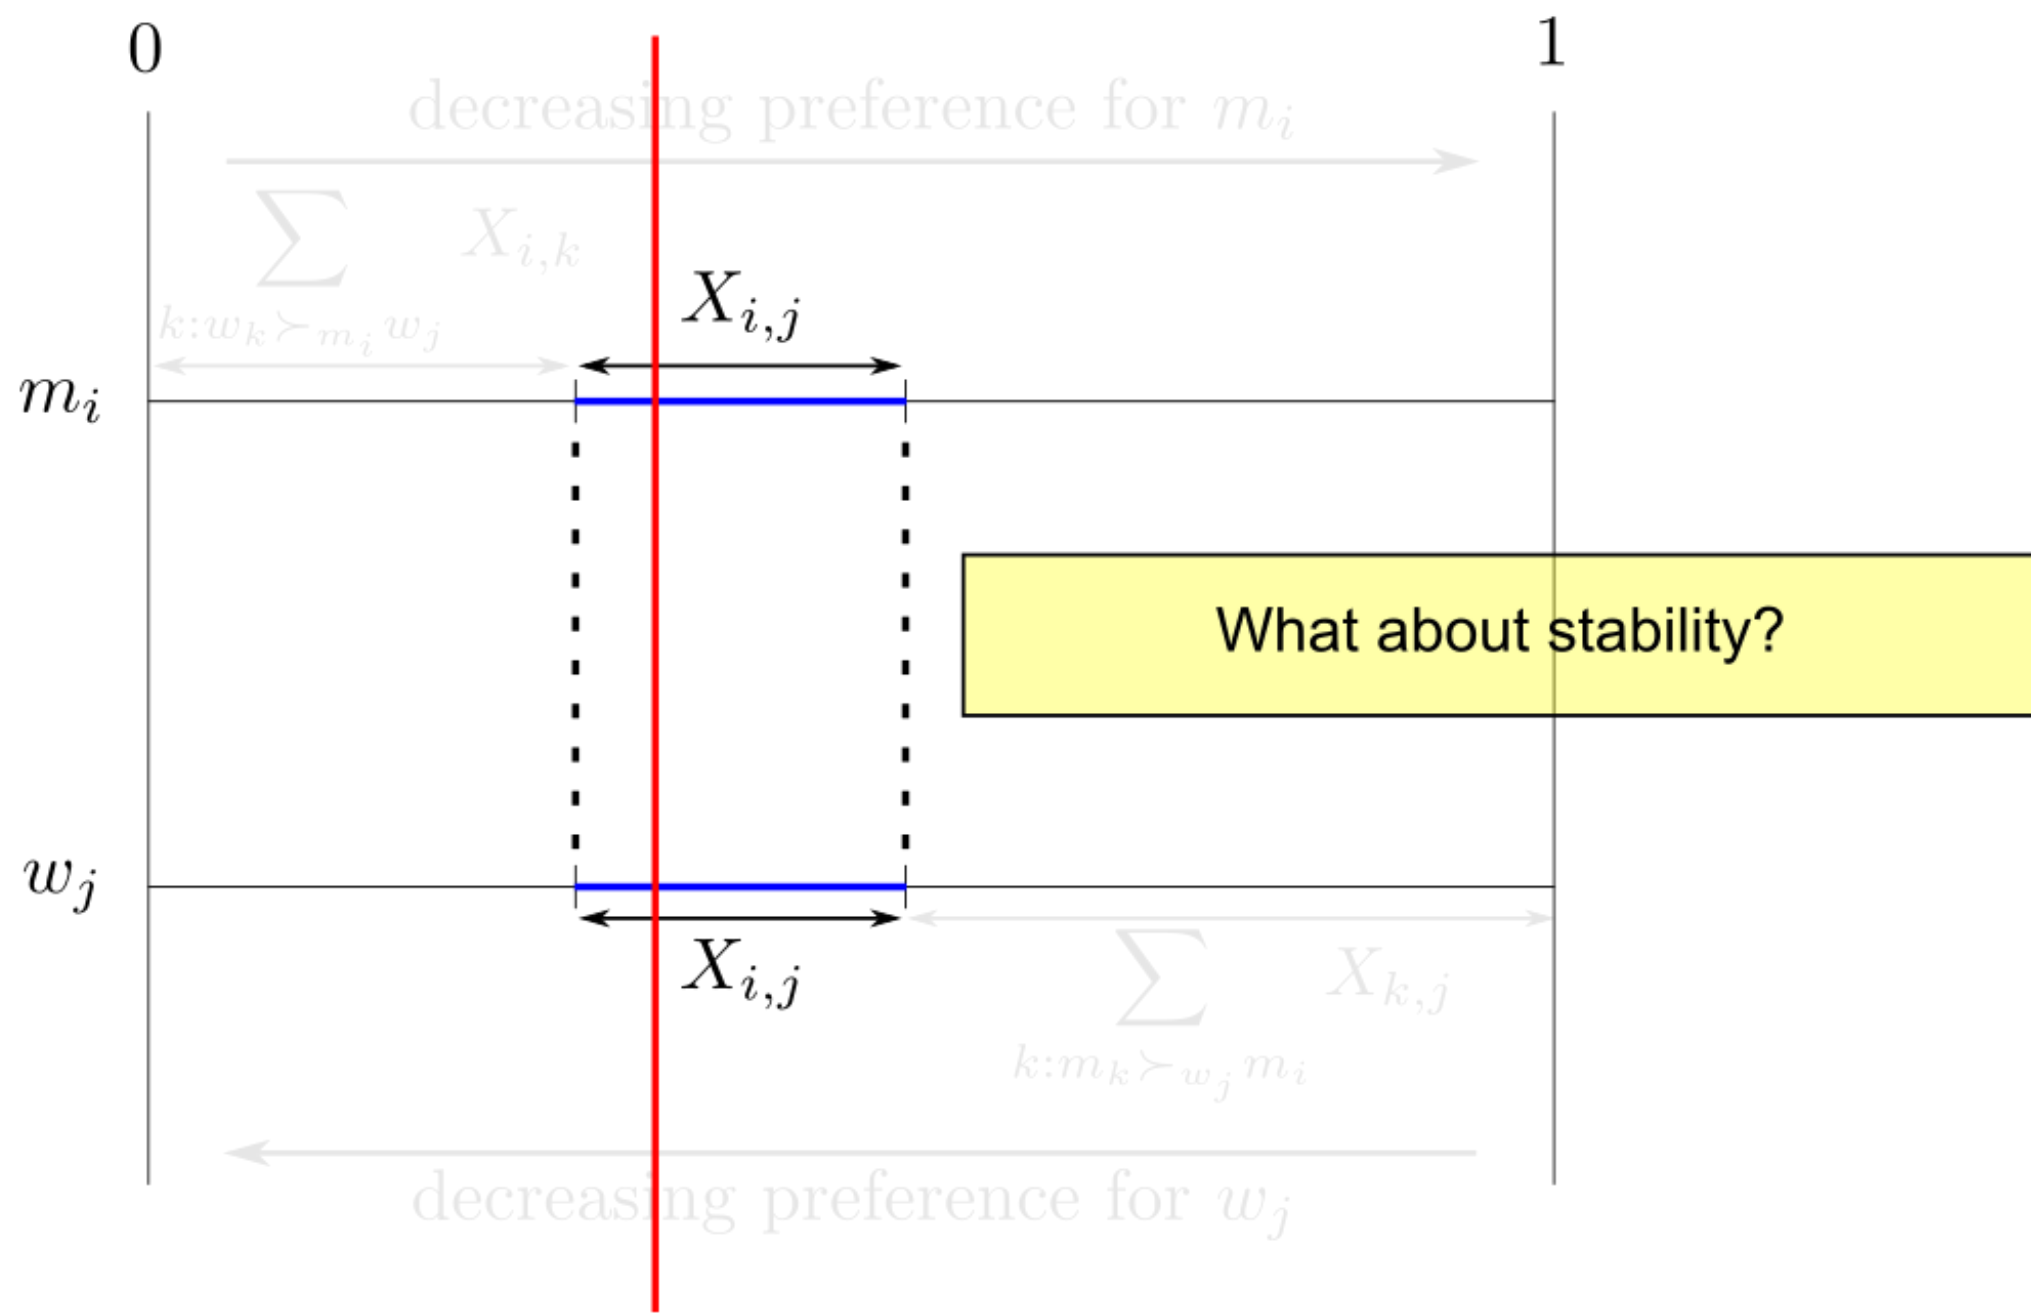 0
1
decreasing preference for m_i
∑_{k:w_k ≻_{m_i} w_j} X_{i,k}
X_{i,j}
m_i
What about stability?
w_j
X_{i,j}
∑_{k:m_k ≻_{w_j} m_i} X_{k,j}
decreasing preference for w_j